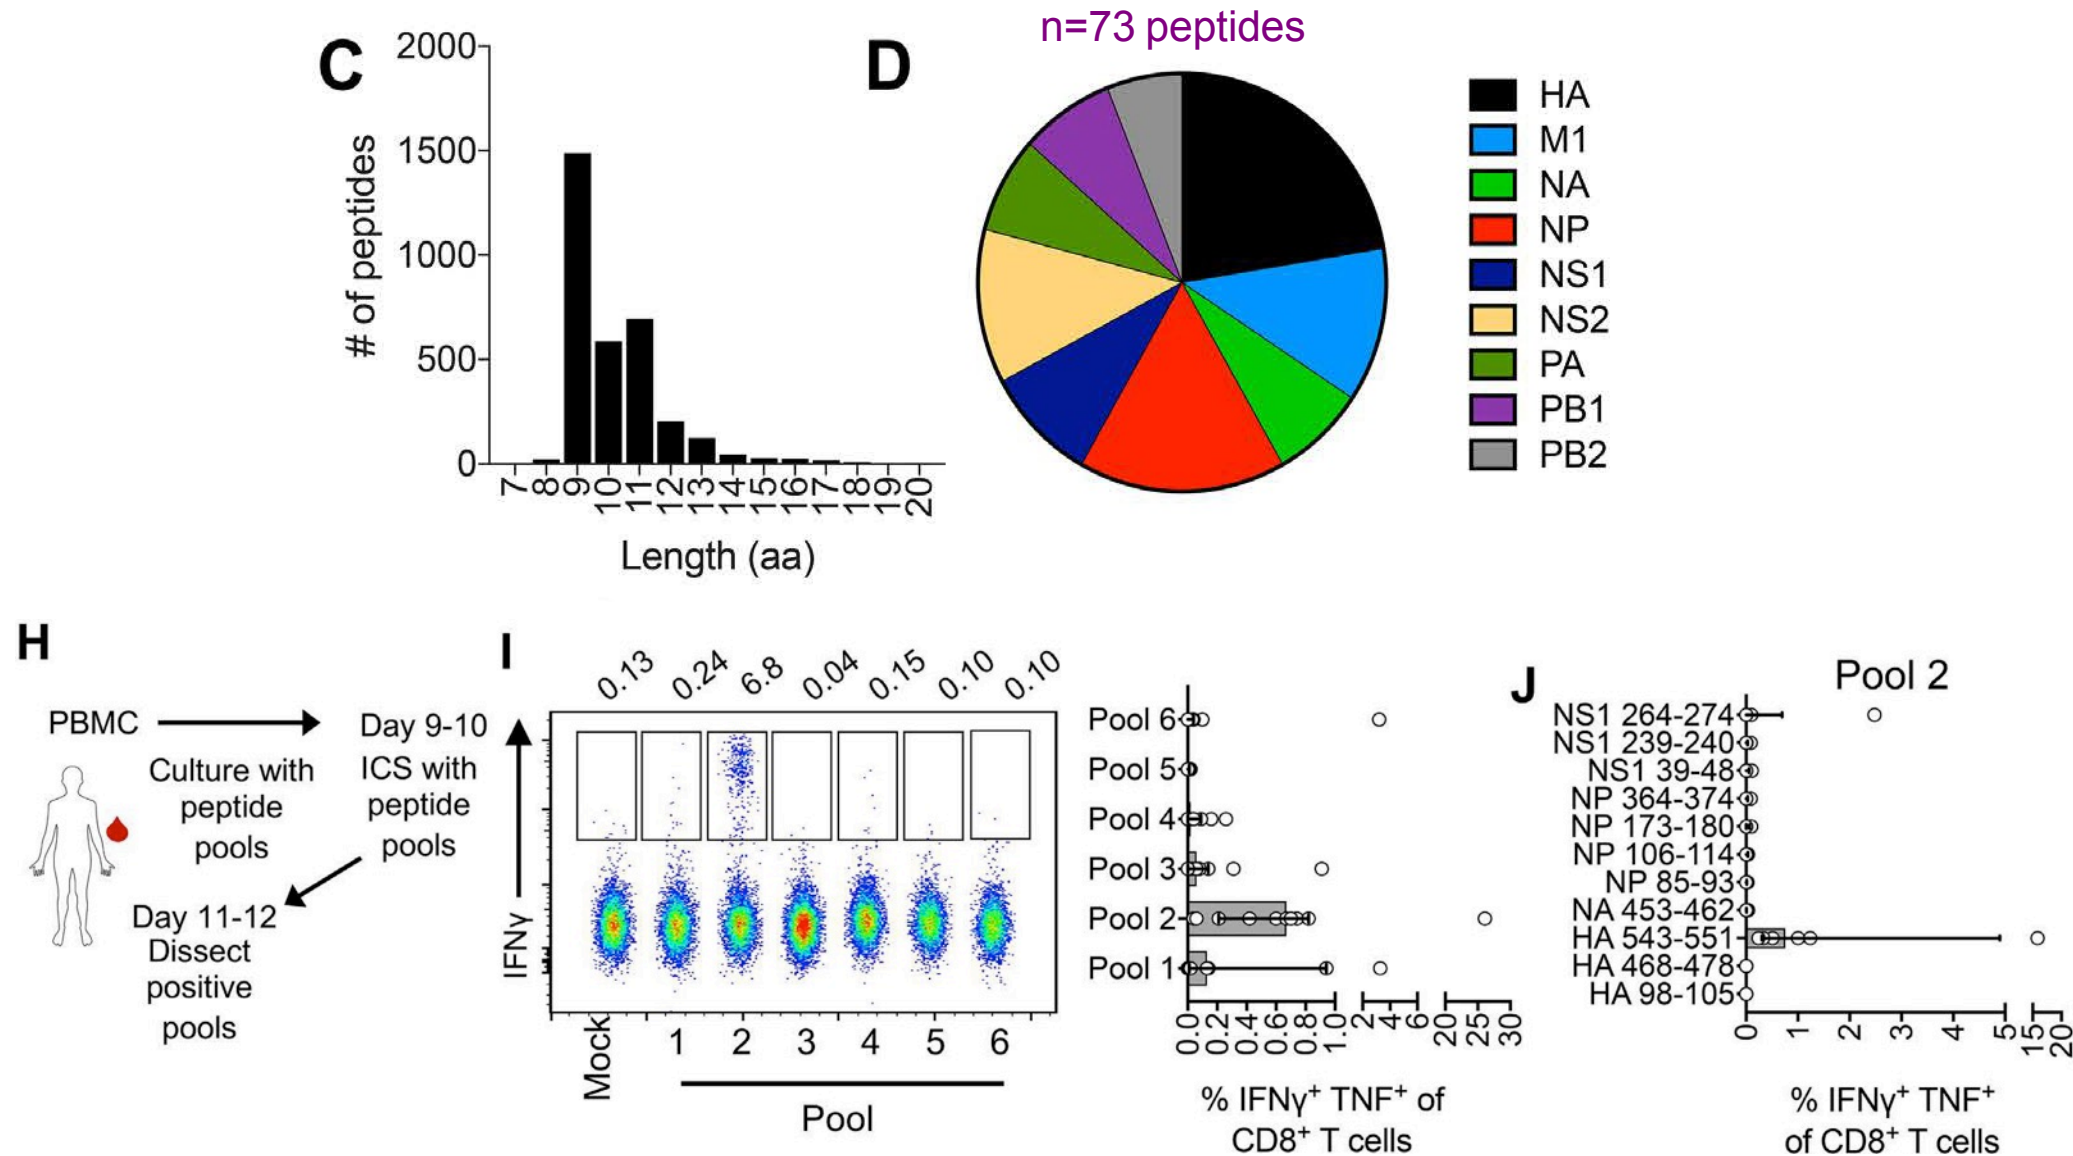 n=73 peptides
C
# of peptides
2000
1500
1000
500
0
7 8 9 10 11 12 13 14 15 16 17 18 19 20
Length (aa)
D
HA
M1
NA
NP
NS1
NS2
PA
PB1
PB2
H
PBMC
Culture with
peptide
pools
Day 9-10
ICS with
peptide
pools
Day 11-12
Dissect
positive
pools
I
0.13 0.24 6.8 0.04 0.15 0.10 0.10
IFNγ
Mock 1 2 3 4 5 6
Pool
Pool 6
Pool 5
Pool 4
Pool 3
Pool 2
Pool 1
0.0 0.2 0.4 0.6 0.8 1.0 2 4 6 20 25 30
% IFNγ⁺ TNF⁺ of
CD8⁺ T cells
J
Pool 2
NS1 264-274
NS1 239-240
NS1 39-48
NP 364-374
NP 173-180
NP 106-114
NP 85-93
NA 453-462
HA 543-551
HA 468-478
HA 98-105
0 1 2 3 4 5 15 20
% IFNγ⁺ TNF⁺
of CD8⁺ T cells